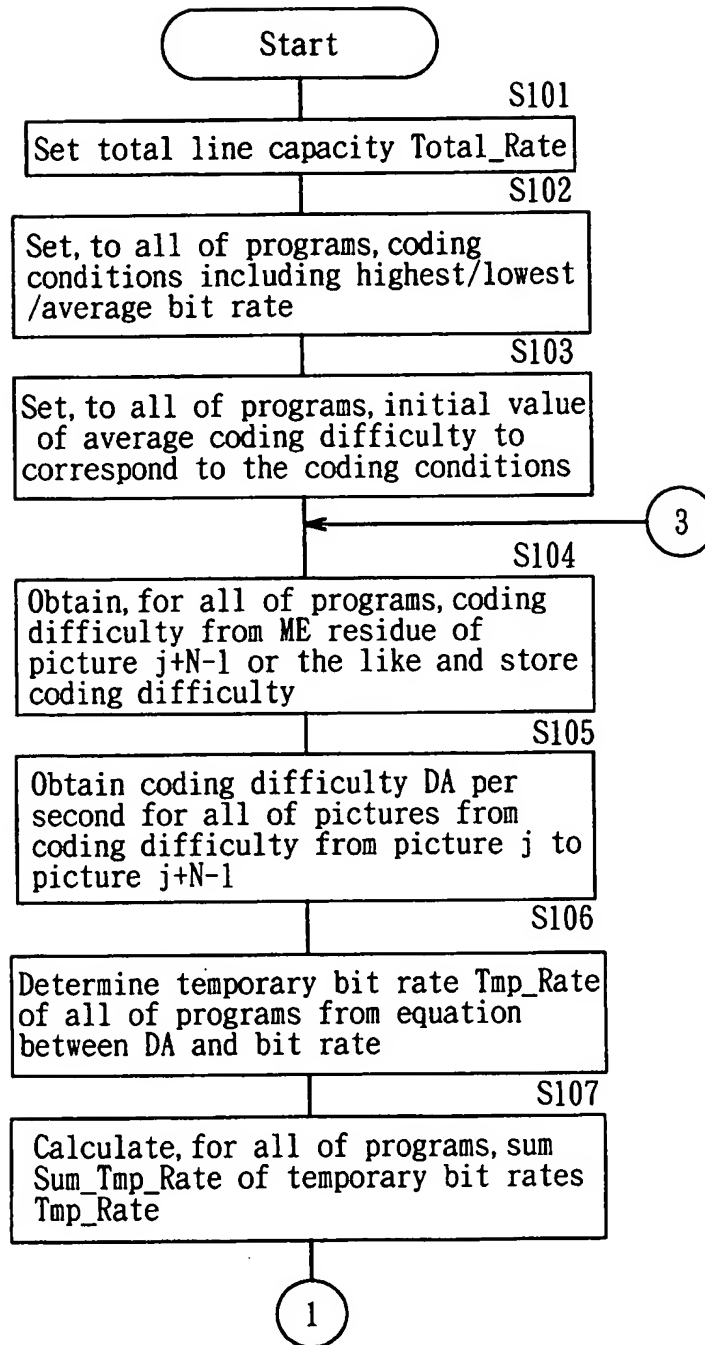 Start
S101
Set total line capacity Total_Rate
S102
Set, to all of programs, coding
conditions including highest/lowest
/average bit rate
S103
Set, to all of programs, initial value
of average coding difficulty to
correspond to the coding conditions
3
S104
Obtain, for all of programs, coding
difficulty from ME residue of
picture j+N-1 or the like and store
coding difficulty
S105
Obtain coding difficulty DA per
second for all of pictures from
coding difficulty from picture j to
picture j+N-1
S106
Determine temporary bit rate Tmp_Rate
of all of programs from equation
between DA and bit rate
S107
Calculate, for all of programs, sum
Sum_Tmp_Rate of temporary bit rates
Tmp_Rate
1